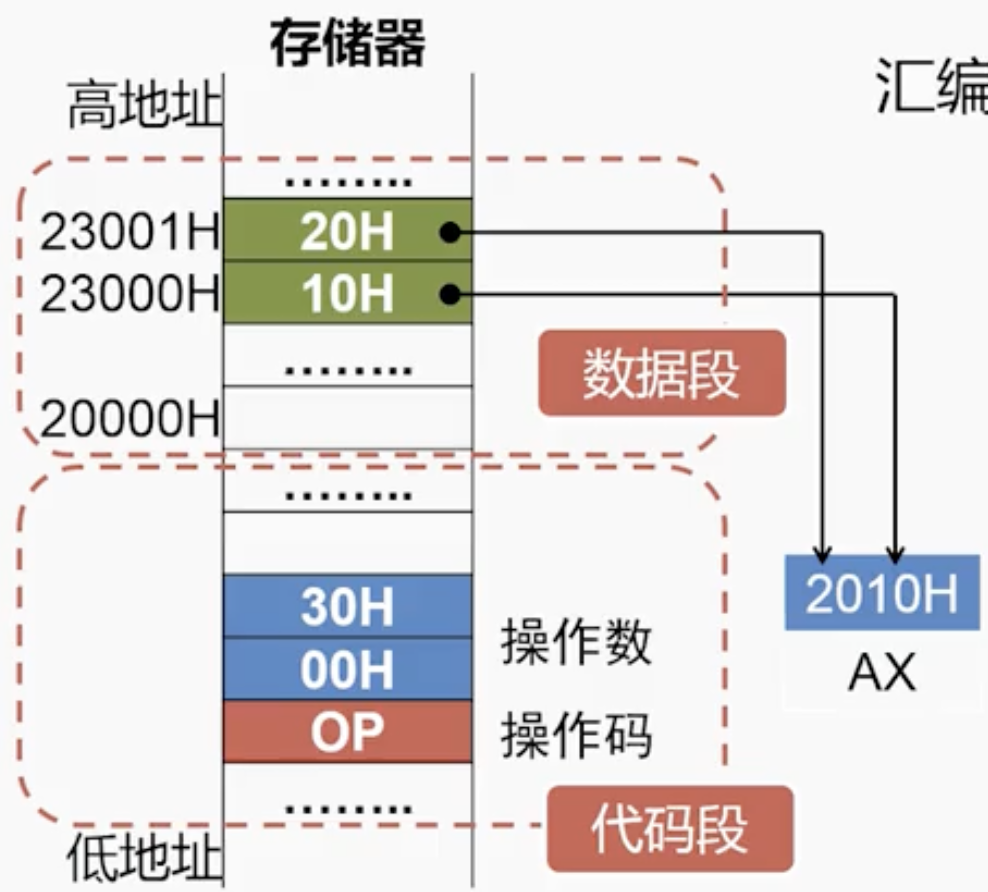 存储器
高地址
汇编
........
23001H 20H
23000H 10H
........
数据段
20000H
........
30H
00H
操作数
2010H
AX
OP
操作码
........
代码段
低地址